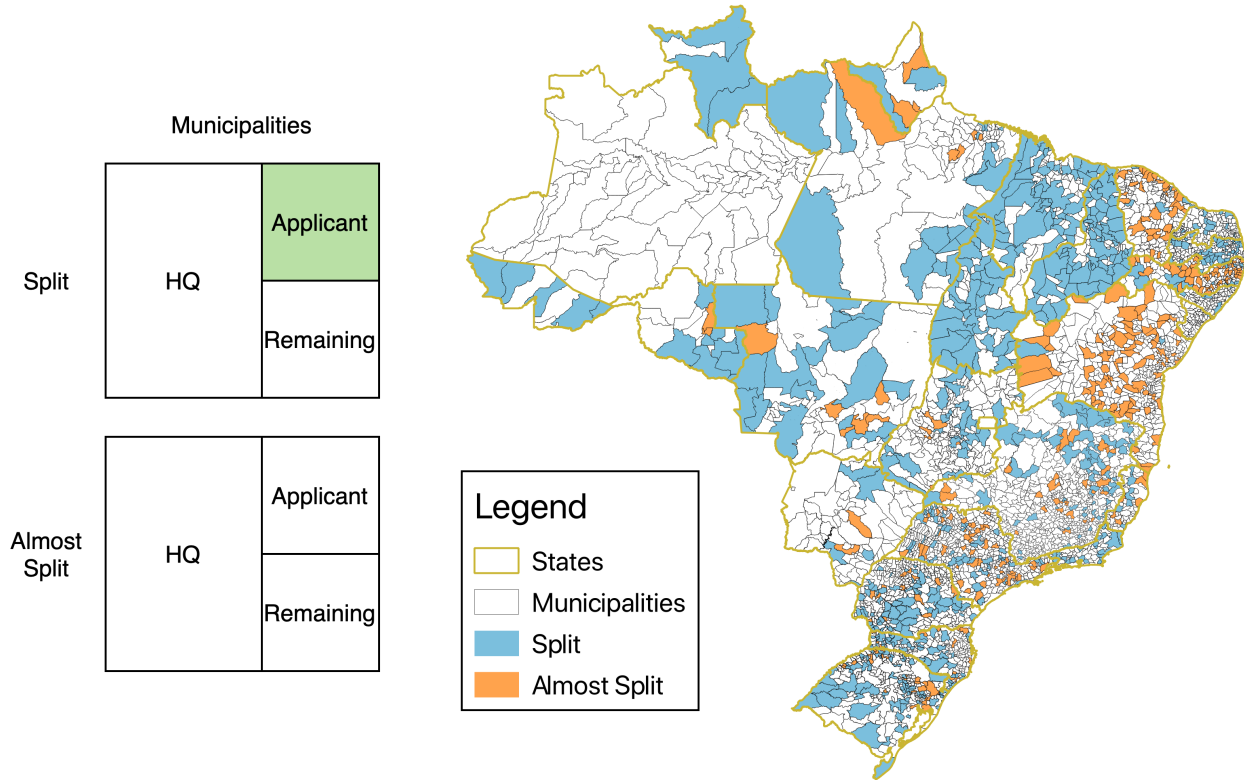 Municipalities
Split
HQ
Applicant
Remaining
Almost
Split
HQ
Applicant
Remaining
Legend
States
Municipalities
Split
Almost Split